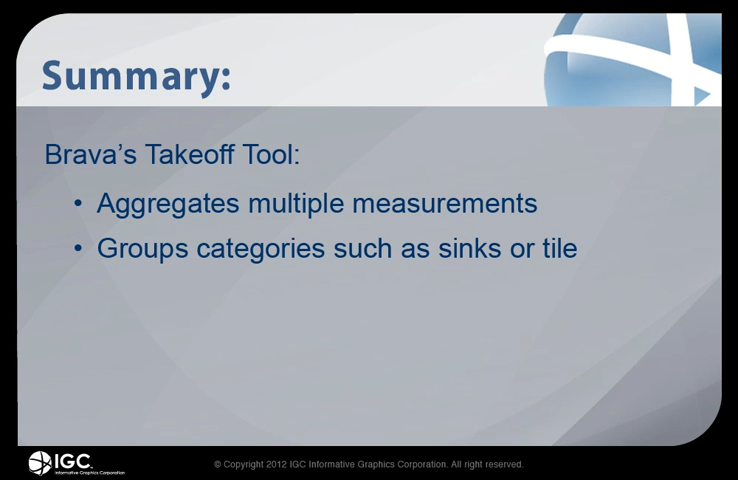 Summary:
Brava's Takeoff Tool:
• Aggregates multiple measurements
• Groups categories such as sinks or tile
IGC.
Informative Graphics Corporation
© Copyright 2012 IGC Informative Graphics Corporation. All right reserved.